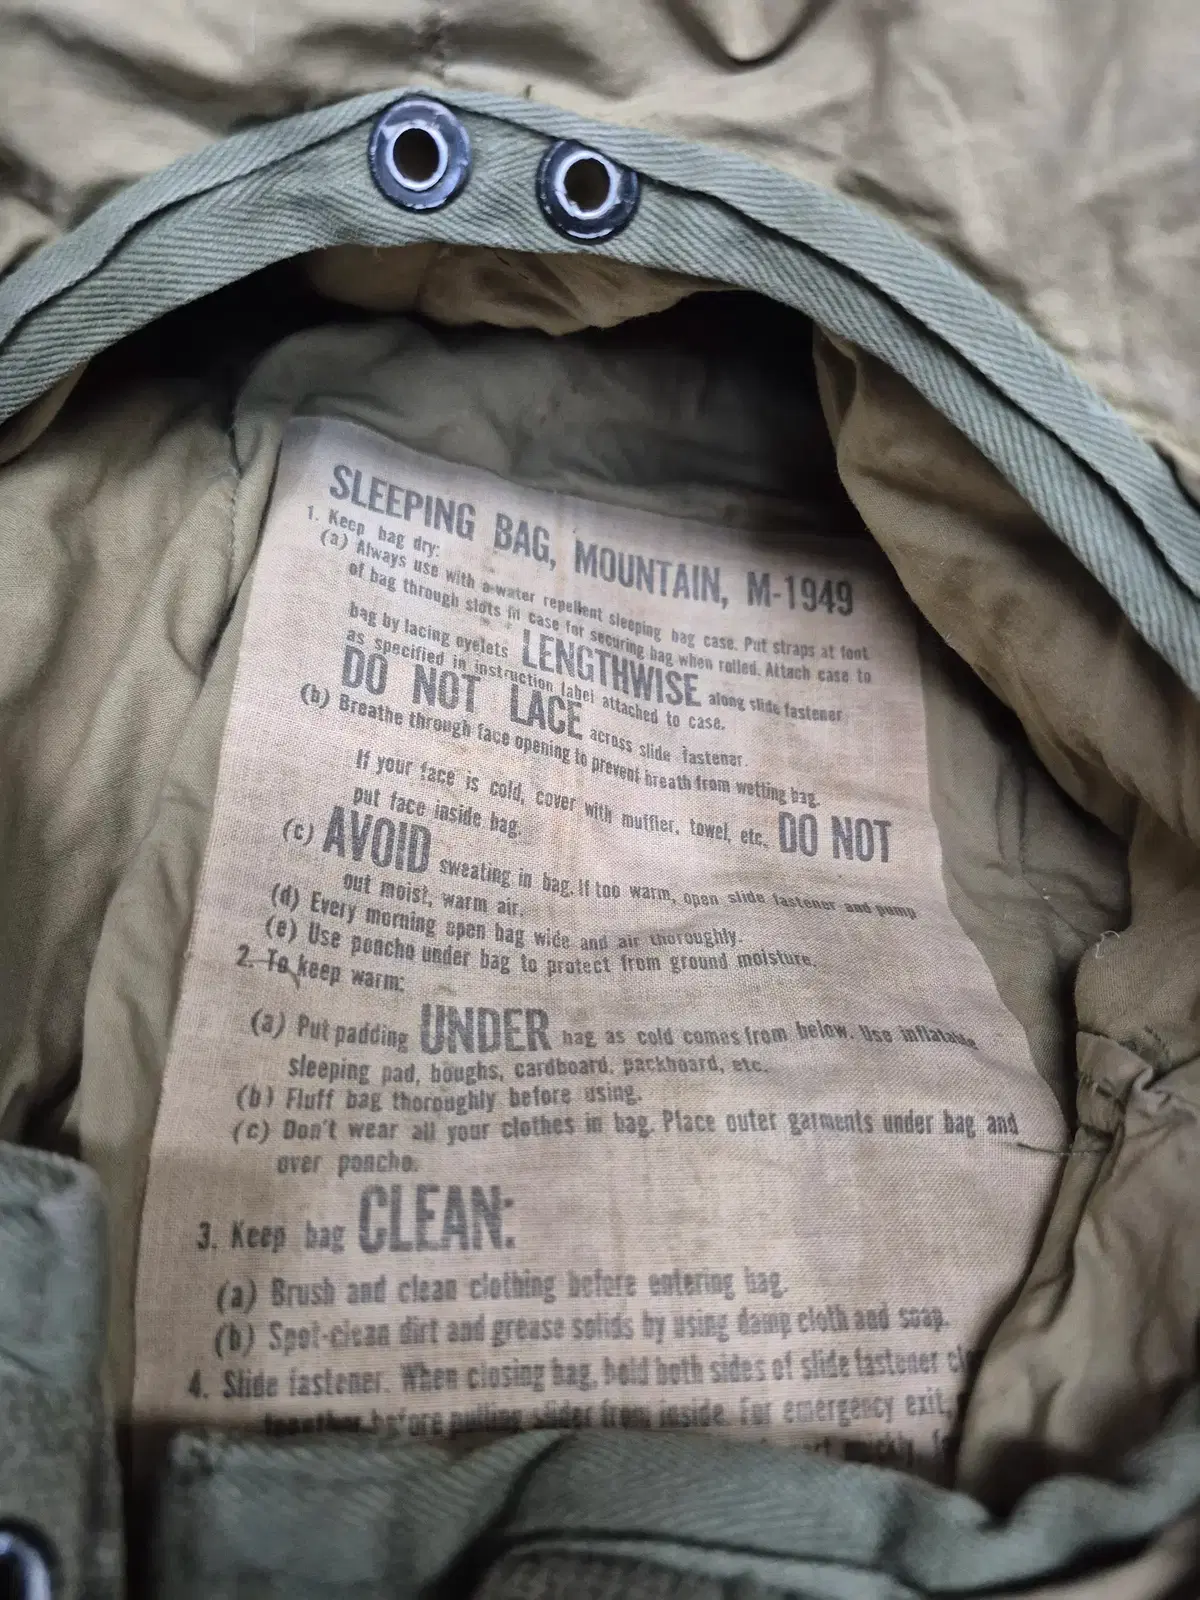 SLEEPING BAG, MOUNTAIN, M-1949
1. Keep bag dry:
(a) Always use with a water repellent sleeping bag case. Put straps at foot
of bag through slots in case for securing bag when rolled. Attach case to
bag by lacing eyelets LENGTHWISE along slide fastener
as specified in instruction label attached to case.
DO NOT LACE across slide fastener.
(b) Breathe through face opening to prevent breath from wetting bag.
If your face is cold, cover with muffler, towel, etc. DO NOT
put face inside bag.
(c) AVOID sweating in bag. If too warm, open slide fastener and pump
out moist, warm air.
(d) Every morning open bag wide and air thoroughly.
(e) Use poncho under bag to protect from ground moisture.
2. To keep warm:
(a) Put padding UNDER bag as cold comes from below. Use inflatable
sleeping pad, boughs, cardboard, packboard, etc.
(b) Fluff bag thoroughly before using.
(c) Don't wear all your clothes in bag. Place outer garments under bag and
over poncho.
3. Keep bag CLEAN:
(a) Brush and clean clothing before entering bag.
(b) Spot-clean dirt and grease solids by using damp cloth and soap.
4. Slide fastener. When closing bag, hold both sides of slide fastener
together before pulling slider from inside. For emergency exit,
quickly,